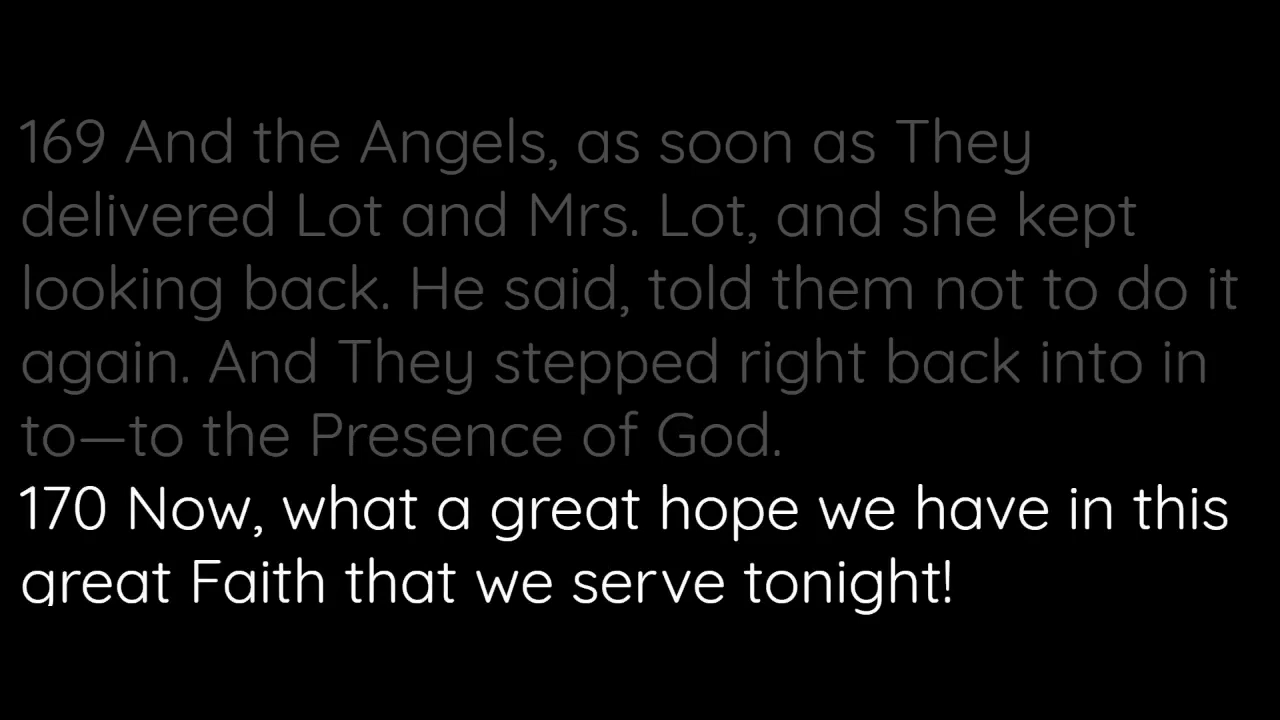 169 And the Angels, as soon as They
delivered Lot and Mrs. Lot, and she kept
looking back. He said, told them not to do it
again. And They stepped right back into in
to—to the Presence of God.
170 Now, what a great hope we have in this
great Faith that we serve tonight!